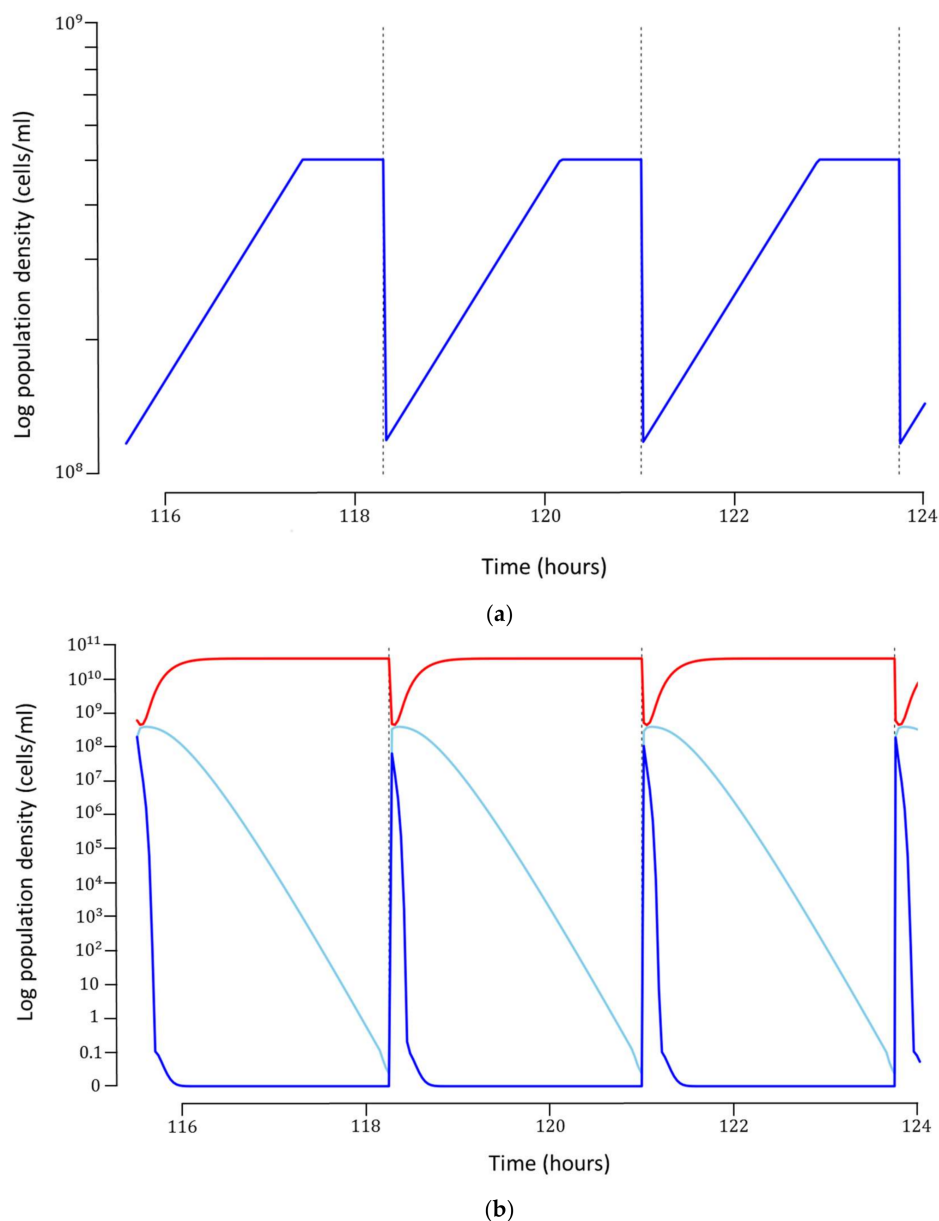 10⁹
Log population density (cells/ml)
10⁸
116 118 120 122 124
Time (hours)
(a)
10¹¹
10¹⁰
10⁹
10⁸
10⁷
10⁶
10⁵
10⁴
10³
10²
10
1
0.1
0
Log population density (cells/ml)
116 118 120 122 124
Time (hours)
(b)